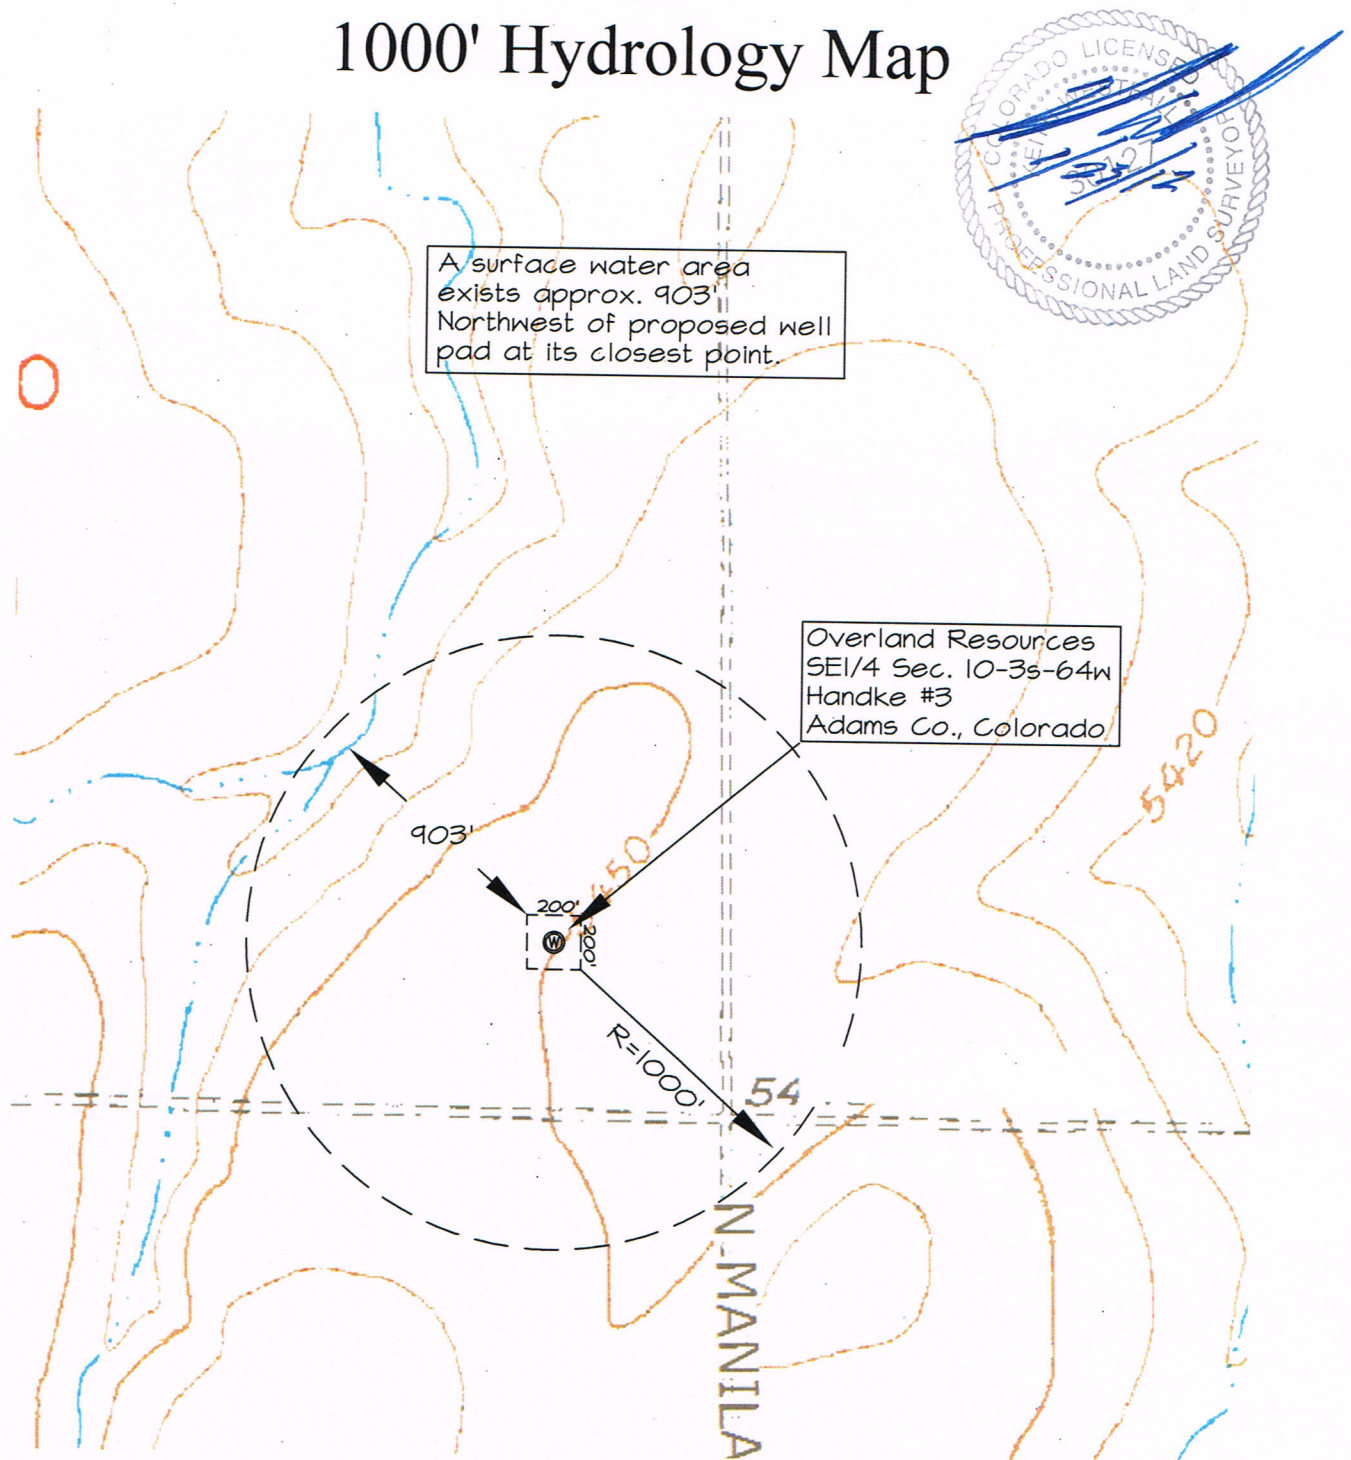 1000' Hydrology Map
COLORADO LICENSED
WESTFALL
PROFESSIONAL LAND SURVEYOR
A surface water area
exists approx. 903'
Northwest of proposed well
pad at its closest point.
Overland Resources
SE1/4 Sec. 10-3s-64w
Handke #3
Adams Co., Colorado
5420
903'
5450
200'
200'
W
R=1000'
54
N MANILA